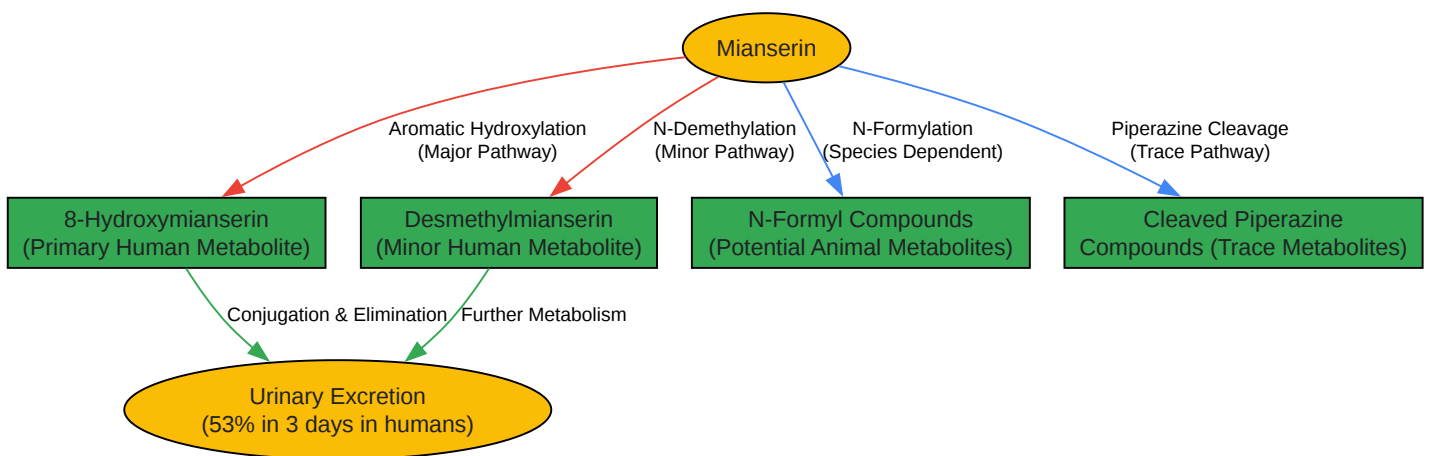 Mianserin
Aromatic Hydroxylation
(Major Pathway)
N-Demethylation
(Minor Pathway)
N-Formylation
(Species Dependent)
Piperazine Cleavage
(Trace Pathway)
8-Hydroxymianserin
(Primary Human Metabolite)
Desmethylmianserin
(Minor Human Metabolite)
N-Formyl Compounds
(Potential Animal Metabolites)
Cleaved Piperazine
Compounds (Trace Metabolites)
Conjugation & Elimination
Further Metabolism
Urinary Excretion
(53% in 3 days in humans)